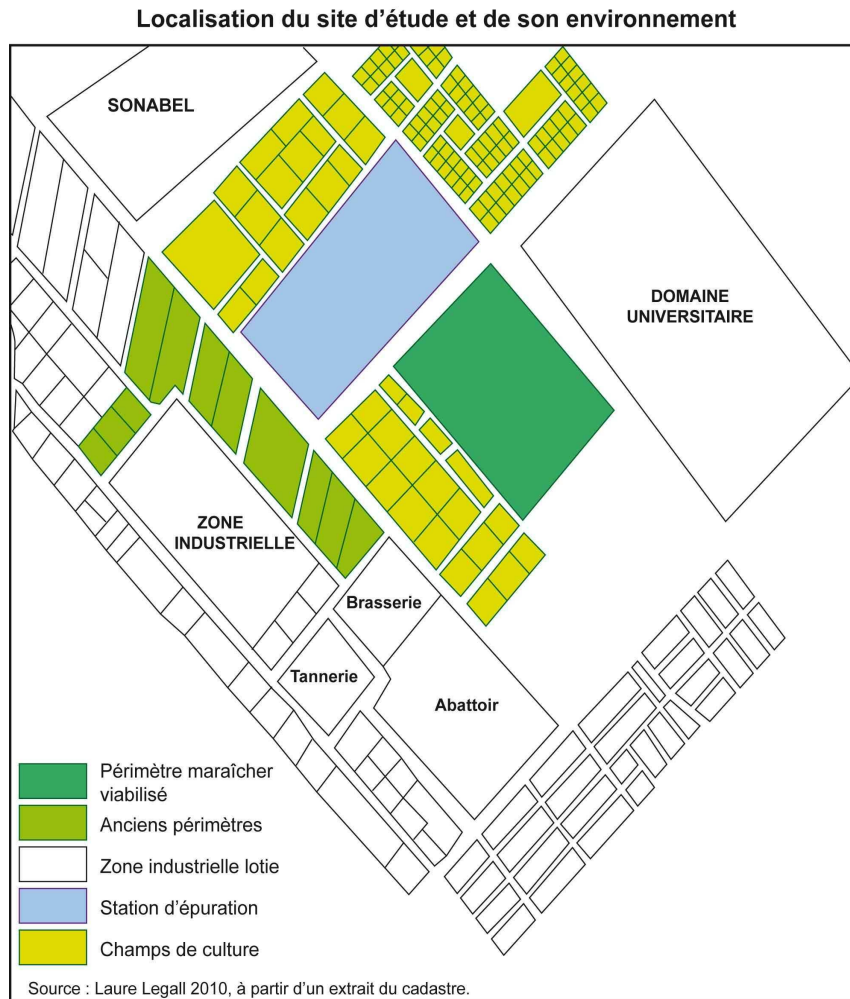 Localisation du site d'étude et de son environnement
SONABEL
DOMAINE
UNIVERSITAIRE
ZONE
INDUSTRIELLE
Brasserie
Tannerie
Abattoir
Périmètre maraîcher
viabilisé
Anciens périmètres
Zone industrielle lotie
Station d'épuration
Champs de culture
Source : Laure Legall 2010, à partir d'un extrait du cadastre.